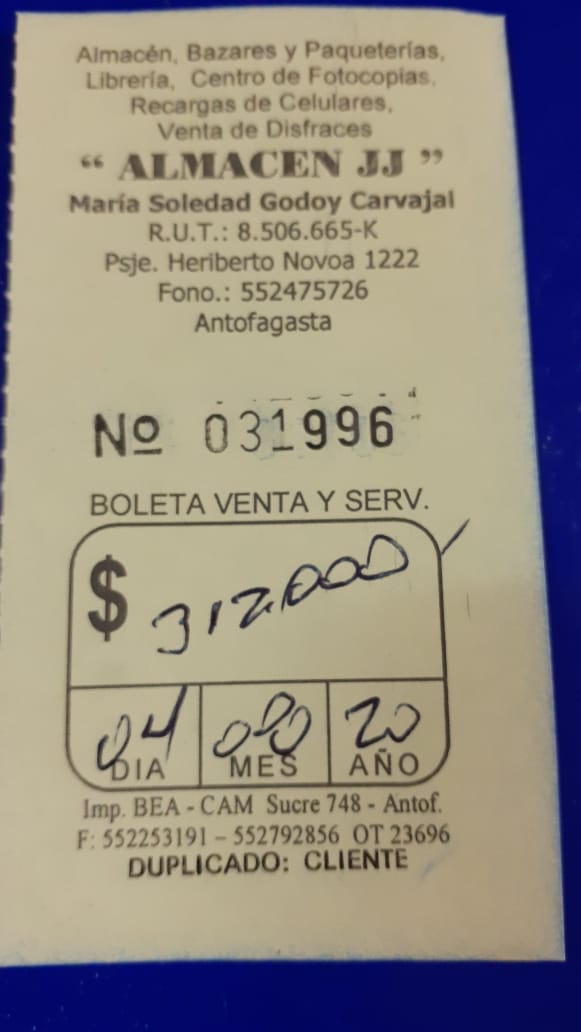 Almacén, Bazares y Paqueterías,
Librería, Centro de Fotocopias,
Recargas de Celulares,
Venta de Disfraces
“ ALMACEN JJ ”
María Soledad Godoy Carvajal
R.U.T.: 8.506.665-K
Psje. Heriberto Novoa 1222
Fono.: 552475726
Antofagasta
Nº 031996
BOLETA VENTA Y SERV.
$ 312.000
04 20
DIA MES AÑO
Imp. BEA - CAM Sucre 748 - Antof.
F: 552253191 – 552792856 OT 23696
DUPLICADO: CLIENTE